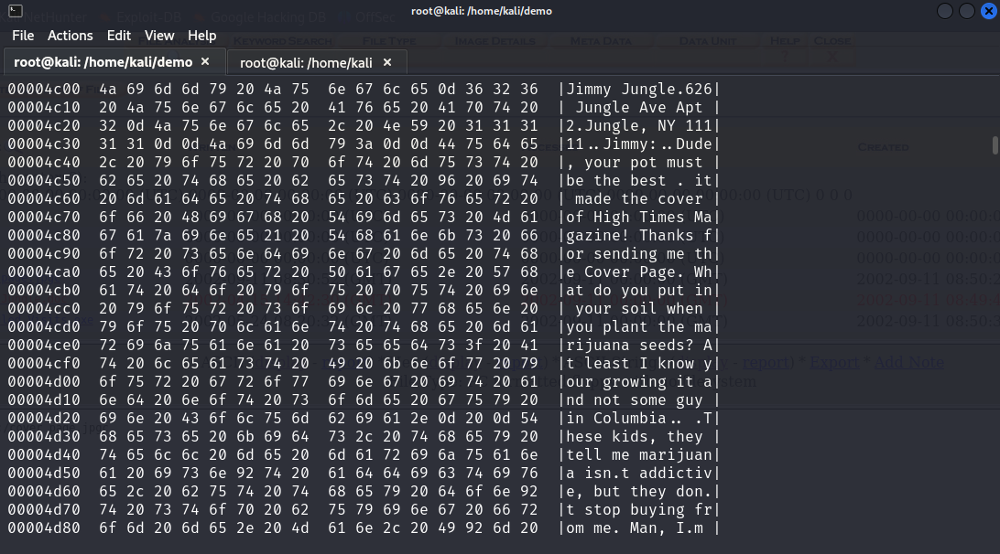 NetHunter Exploit-DB Google Hacking DB OffSec
root@kali: /home/kali/demo
File Actions Edit View Help
Keyword Search File Type Image Details Meta Data Data Unit Help Close
root@kali: /home/kali/demo × root@kali: /home/kali ×
00004c00 4a 69 6d 6d 79 20 4a 75 6e 67 6c 65 0d 36 32 36 |Jimmy Jungle.626|
00004c10 20 4a 75 6e 67 6c 65 20 41 76 65 20 41 70 74 20 | Jungle Ave Apt |
00004c20 32 0d 4a 75 6e 67 6c 65 2c 20 4e 59 20 31 31 31 |2.Jungle, NY 111|
00004c30 31 31 0d 0d 4a 69 6d 6d 79 3a 0d 0d 44 75 64 65 |11..Jimmy:..Dude|
00004c40 2c 20 79 6f 75 72 20 70 6f 74 20 6d 75 73 74 20 |, your pot must |
00004c50 62 65 20 74 68 65 20 62 65 73 74 20 96 20 69 74 |be the best . it|
00004c60 20 6d 61 64 65 20 74 68 65 20 63 6f 76 65 72 20 | made the cover |
00004c70 6f 66 20 48 69 67 68 20 54 69 6d 65 73 20 4d 61 |of High Times Ma|
00004c80 67 61 7a 69 6e 65 21 20 54 68 61 6e 6b 73 20 66 |gazine! Thanks f|
00004c90 6f 72 20 73 65 6e 64 69 6e 67 20 6d 65 20 74 68 |or sending me th|
00004ca0 65 20 43 6f 76 65 72 20 50 61 67 65 2e 20 57 68 |e Cover Page. Wh|
00004cb0 61 74 20 64 6f 20 79 6f 75 20 70 75 74 20 69 6e |at do you put in|
00004cc0 20 79 6f 75 72 20 73 6f 69 6c 20 77 68 65 6e 20 | your soil when |
00004cd0 79 6f 75 20 70 6c 61 6e 74 20 74 68 65 20 6d 61 |you plant the ma|
00004ce0 72 69 6a 75 61 6e 61 20 73 65 65 64 73 3f 20 41 |rijuana seeds? A|
00004cf0 74 20 6c 65 61 73 74 20 49 20 6b 6e 6f 77 20 79 |t least I know y|
00004d00 6f 75 72 20 67 72 6f 77 69 6e 67 20 69 74 20 61 |our growing it a|
00004d10 6e 64 20 6e 6f 74 20 73 6f 6d 65 20 67 75 79 20 |nd not some guy |
00004d20 69 6e 20 43 6f 6c 75 6d 62 69 61 2e 0d 20 0d 54 |in Columbia.. .T|
00004d30 68 65 73 65 20 6b 69 64 73 2c 20 74 68 65 79 20 |hese kids, they |
00004d40 74 65 6c 6c 20 6d 65 20 6d 61 72 69 6a 75 61 6e |tell me marijuan|
00004d50 61 20 69 73 6e 92 74 20 61 64 64 69 63 74 69 76 |a isn.t addictiv|
00004d60 65 2c 20 62 75 74 20 74 68 65 79 20 64 6f 6e 92 |e, but they don.|
00004d70 74 20 73 74 6f 70 20 62 75 79 69 6e 67 20 66 72 |t stop buying fr|
00004d80 6f 6d 20 6d 65 2e 20 4d 61 6e 2c 20 49 92 6d 20 |om me. Man, I.m |